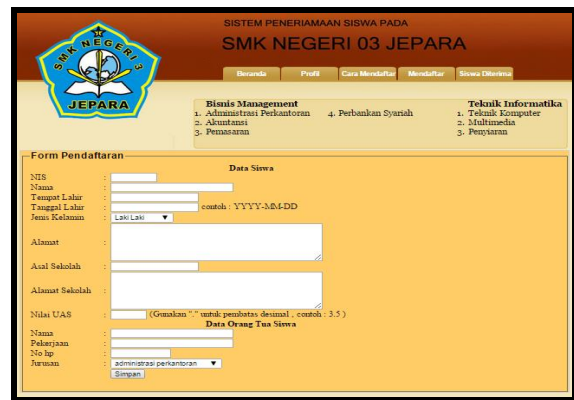 SISTEM PENERIAMAAN SISWA PADA
SMK NEGERI 03 JEPARA
SMK NEGERI 03
JEPARA
Beranda Profil Cara Mendaftar Mendaftar Siswa Diterima
Bisnis Management Teknik Informatika
1. Administrasi Perkantoran 4. Perbankan Syariah 1. Teknik Komputer
2. Akuntansi 2. Multimedia
3. Pemasaran 3. Penyiaran
Form Pendaftaran
Data Siswa
NIS :
Nama :
Tempat Lahir :
Tanggal Lahir : contoh : YYYY-MM-DD
Jenis Kelamin : Laki Laki
Alamat :
Asal Sekolah :
Alamat Sekolah :
Nilai UAS : (Gunakan "." untuk pembatas desimal , contoh : 3.5 )
Data Orang Tua Siswa
Nama :
Pekerjaan :
No hp :
Jurusan : administrasi perkantoran
Simpan